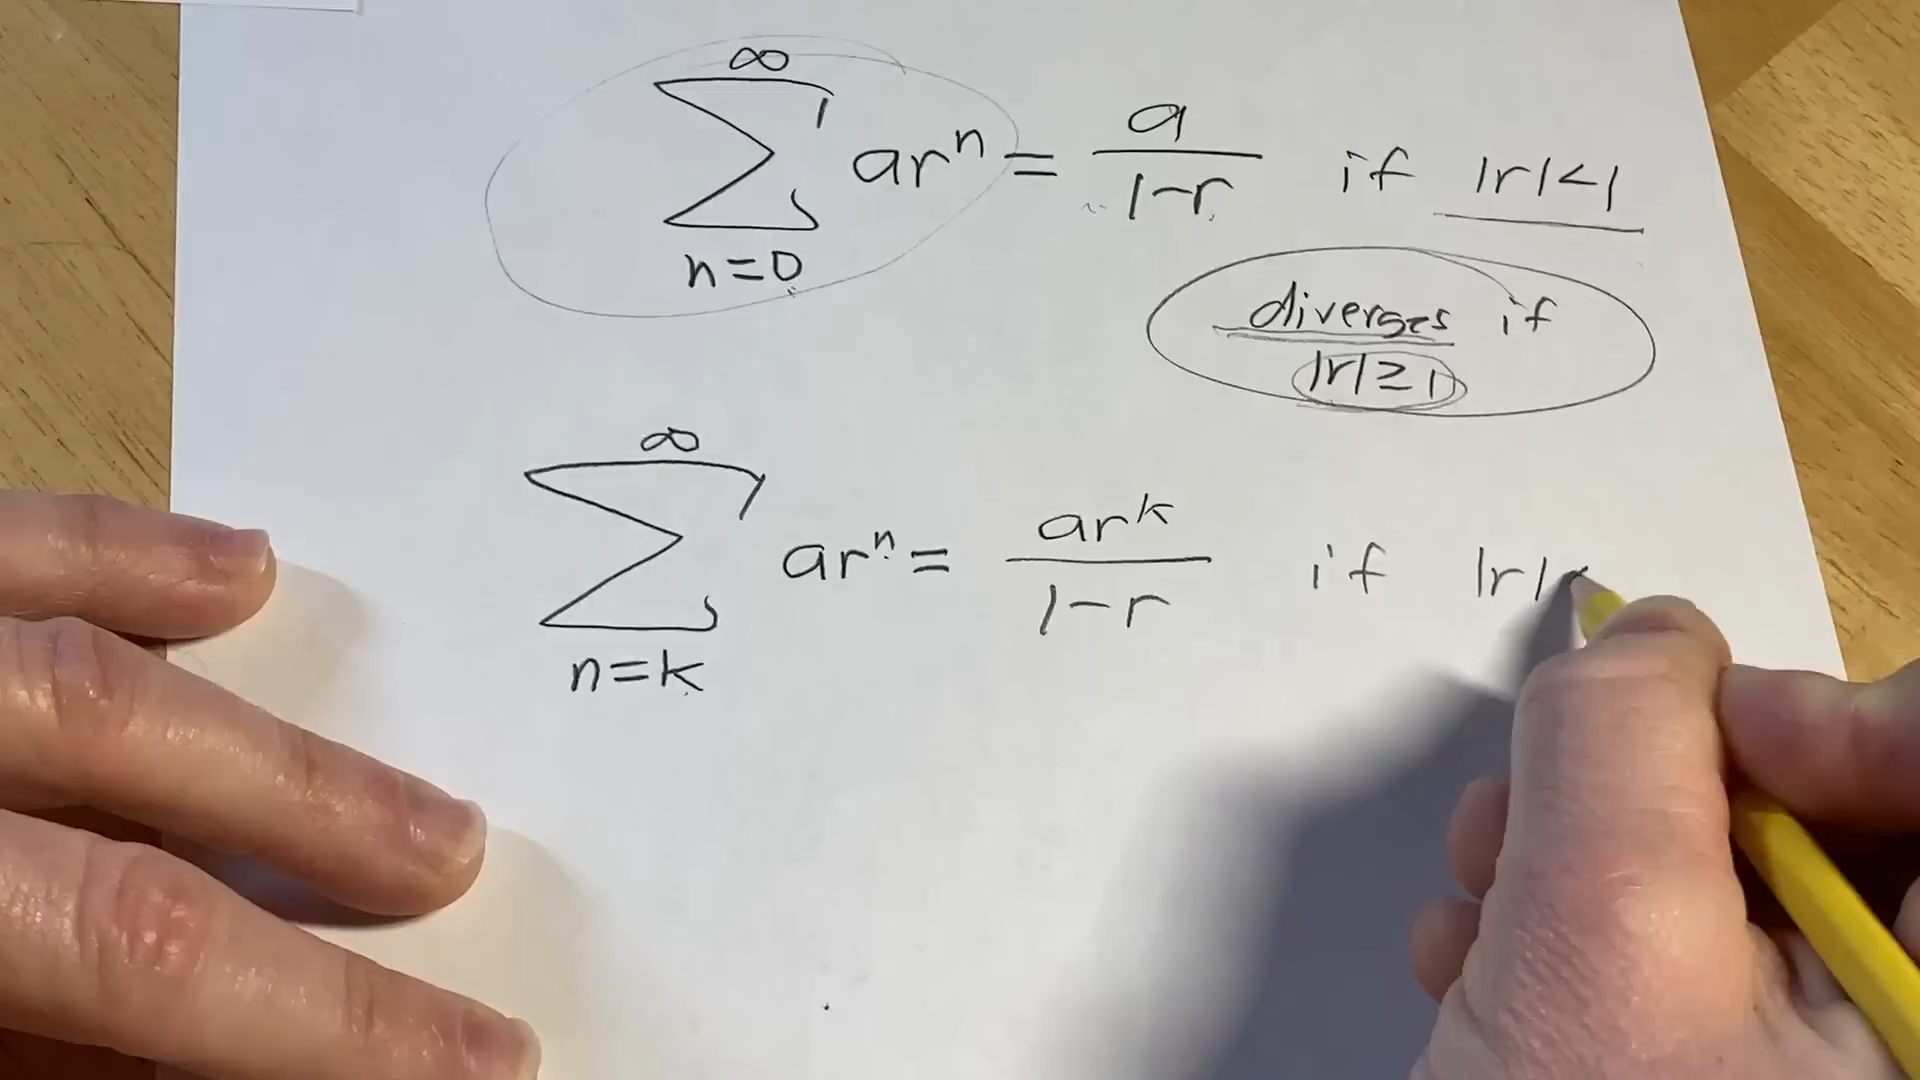 ∞
∑ arⁿ = a/(1-r) if |r|<1
n=0
diverges if
|r|≥1
∞
∑ arⁿ = arᵏ/(1-r) if |r|<
n=k